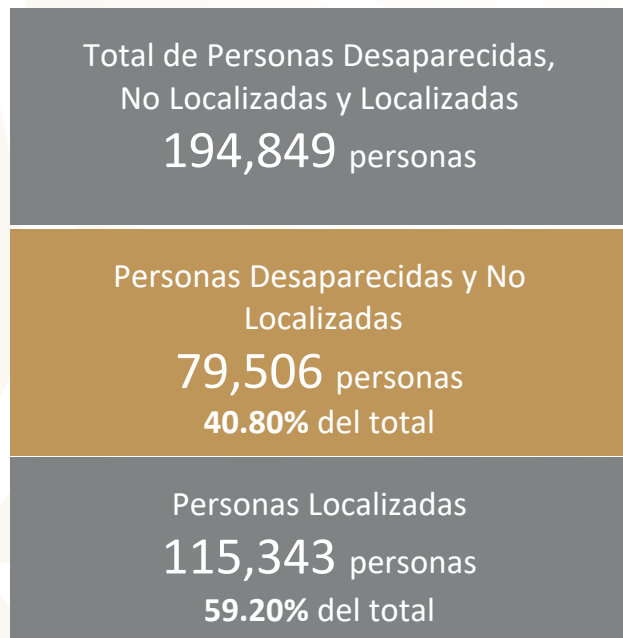 Total de Personas Desaparecidas,
No Localizadas y Localizadas
194,849 personas
Personas Desaparecidas y No
Localizadas
79,506 personas
40.80% del total
Personas Localizadas
115,343 personas
59.20% del total